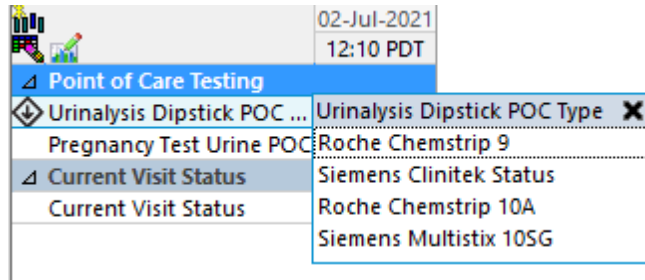 02-Jul-2021
12:10 PDT
Point of Care Testing
Urinalysis Dipstick POC ...
Urinalysis Dipstick POC Type
Pregnancy Test Urine POC
Roche Chemstrip 9
Current Visit Status
Siemens Clinitek Status
Current Visit Status
Roche Chemstrip 10A
Siemens Multistix 10SG